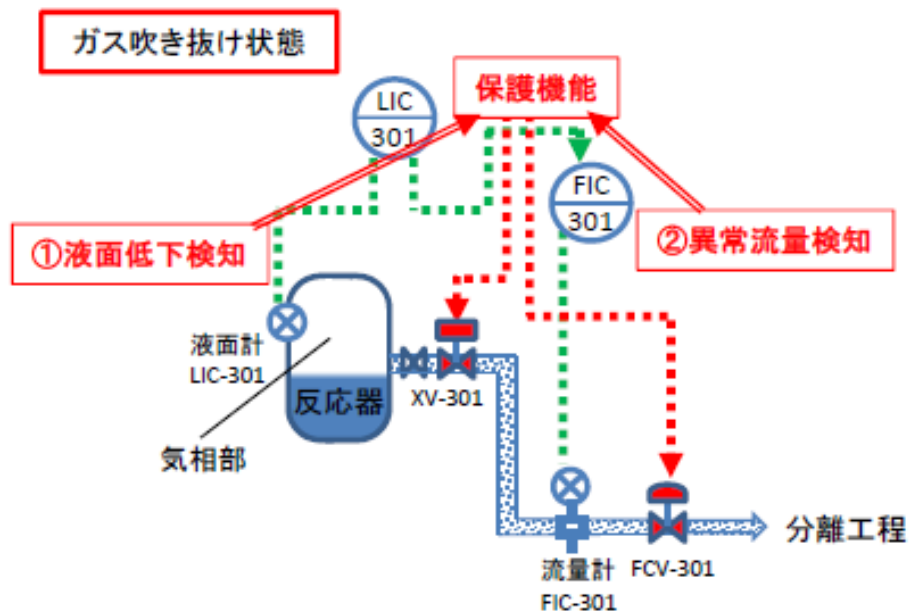 ガス吹き抜け状態
LIC
301
保護機能
FIC
301
①液面低下検知
②異常流量検知
液面計
LIC-301
反応器
XV-301
気相部
分離工程
流量計
FIC-301
FCV-301